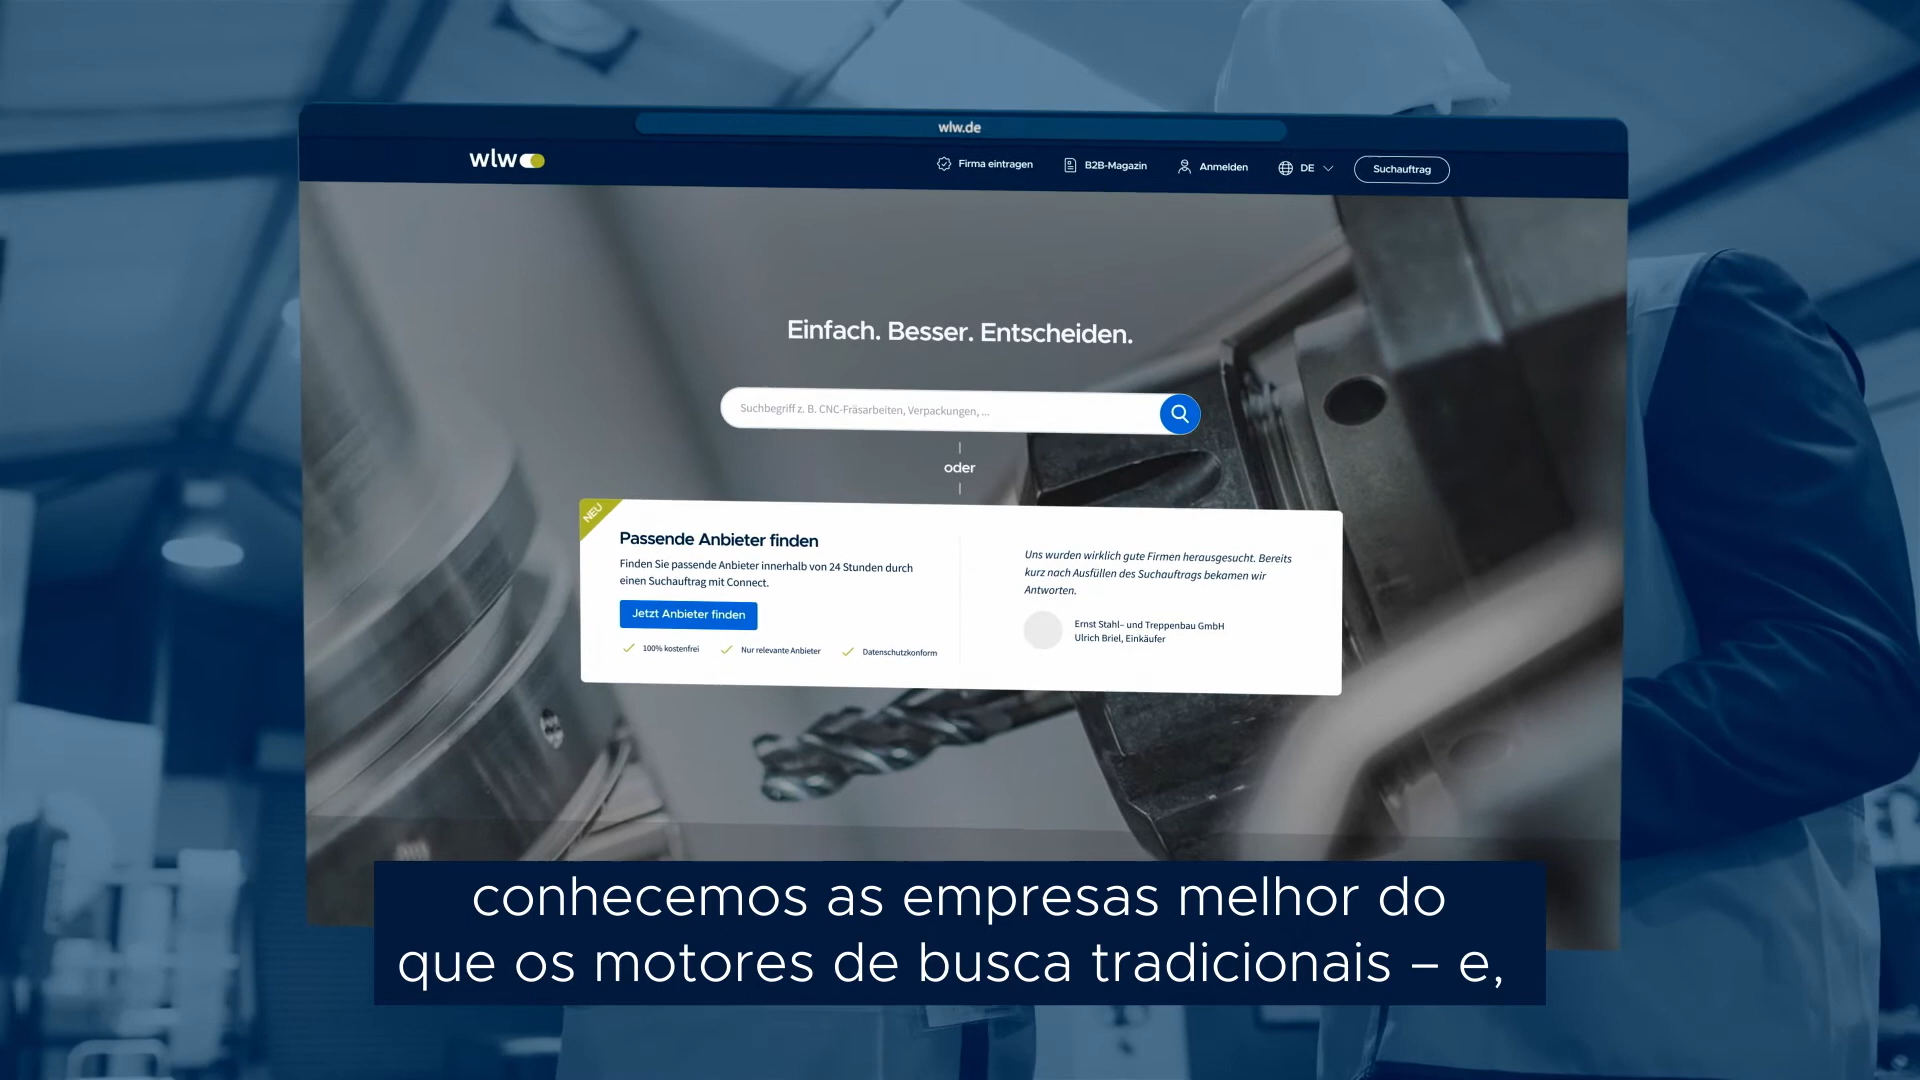 wlw.de
wlw
Firma eintragen
B2B-Magazin
Anmelden
DE
Suchauftrag
Einfach. Besser. Entscheiden.
Suchbegriff z. B. CNC-Fräsarbeiten, Verpackungen, ...
oder
NEU
Passende Anbieter finden
Finden Sie passende Anbieter innerhalb von 24 Stunden durch
einen Suchauftrag mit Connect.
Jetzt Anbieter finden
100% kostenfrei
Nur relevante Anbieter
Datenschutzkonform
Uns wurden wirklich gute Firmen herausgesucht. Bereits
kurz nach Ausfüllen des Suchauftrags bekamen wir
Antworten.
Ernst Stahl- und Treppenbau GmbH
Ulrich Briel, Einkäufer
conhecemos as empresas melhor do
que os motores de busca tradicionais – e,